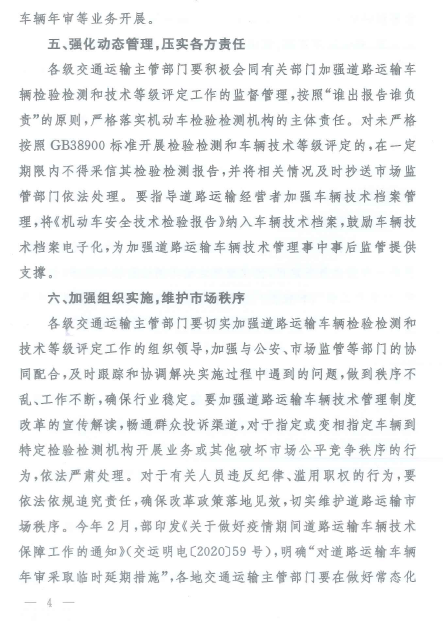 车辆年审等业务开展。
五、强化动态管理，压实各方责任
各级交通运输主管部门要积极会同有关部门加强道路运输车
辆检验检测和技术等级评定工作的监督管理，按照“谁出报告谁负
责”的原则，严格落实机动车检验检测机构的主体责任。对未严格
按照 GB38900 标准开展检验检测和车辆技术等级评定的，在一定
期限内不得采信其检验检测报告，并将相关情况及时抄送市场监
管部门依法处理。要指导道路运输经营者加强车辆技术档案管
理，将《机动车安全技术检验报告》纳入车辆技术档案，鼓励车辆技
术档案电子化，为加强道路运输车辆技术管理事中事后监管提供
支撑。
六、加强组织实施，维护市场秩序
各级交通运输主管部门要切实加强道路运输车辆检验检测和
技术等级评定工作的组织领导，加强与公安、市场监管等部门的协
同配合，及时跟踪和协调解决实施过程中遇到的问题，做到秩序不
乱、工作不断，确保行业稳定。要加强道路运输车辆技术管理制度
改革的宣传解读，畅通群众投诉渠道，对于指定或变相指定车辆到
特定检验检测机构开展业务或其他破坏市场公平竞争秩序的行
为，依法严肃处理。对于有关人员违反纪律、滥用职权的行为，要
依法依规追究责任，确保改革政策落地见效，切实维护道路运输市
场秩序。今年 2 月，部印发《关于做好疫情期间道路运输车辆技术
保障工作的通知》（交运明电〔2020〕59 号），明确“对道路运输车辆
年审采取临时延期措施”，各地交通运输主管部门要在做好常态化
— 4 —